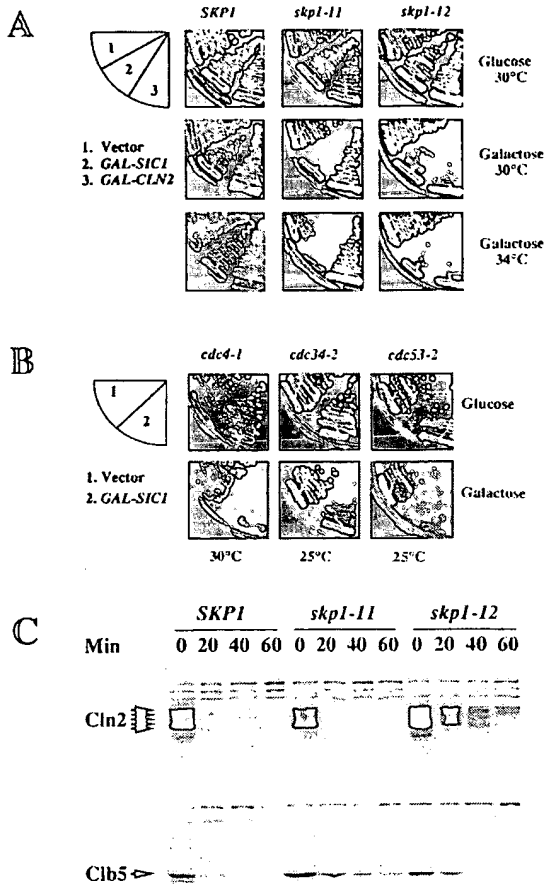 A
SKP1 skp1-11 skp1-12
1
2
3
Glucose
30°C
1. Vector
2. GAL-SIC1
3. GAL-CLN2
Galactose
30°C
Galactose
34°C
B
cdc4-1 cdc34-2 cdc53-2
1
2
Glucose
1. Vector
2. GAL-SIC1
Galactose
30°C 25°C 25°C
C
SKP1 skp1-11 skp1-12
Min 0 20 40 60 0 20 40 60 0 20 40 60
Cln2
Clb5